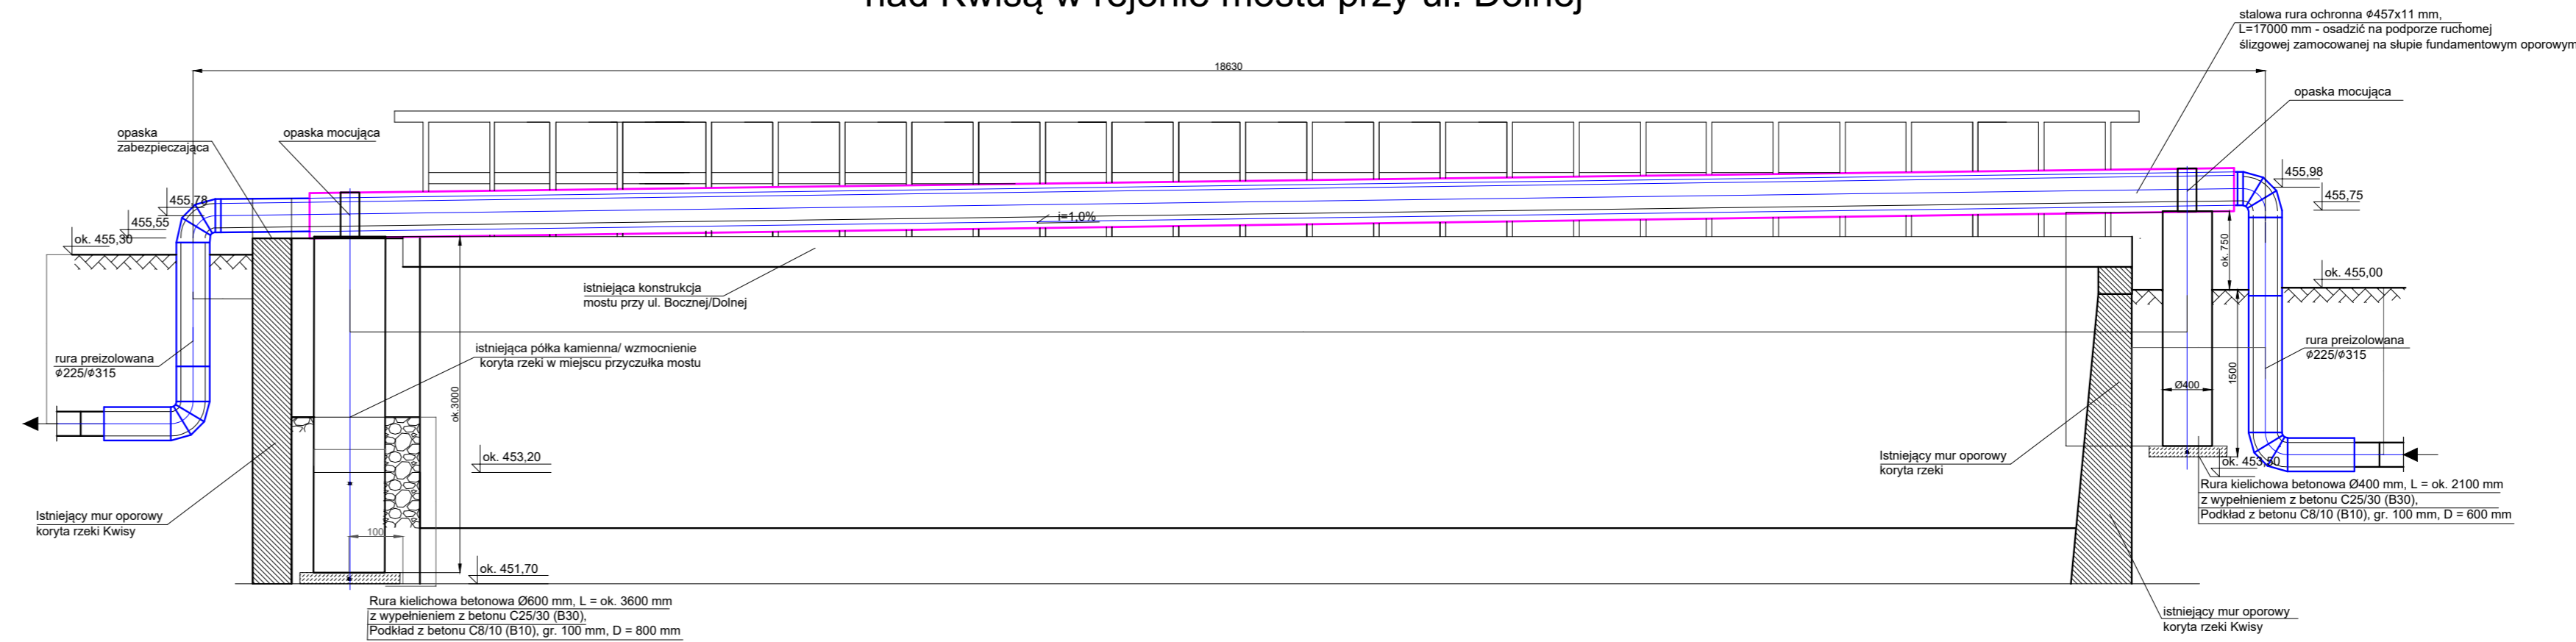 nad Kwisą w rejonie mostu przy ul. Dolnej
stalowa rura ochronna ϕ457x11 mm,
L=17000 mm - osadzić na podporze ruchomej
ślizgowej zamocowanej na słupie fundamentowym oporowym
18630
opaska mocująca
opaska
zabezpieczająca
opaska mocująca
455,78
455,55
ok. 455,30
455,98
455,75
i=1,0%
ok. 750
ok. 455,00
istniejąca konstrukcja
mostu przy ul. Bocznej/Dolnej
rura preizolowana
ϕ225/ϕ315
istniejąca półka kamienna/ wzmocnienie
koryta rzeki w miejscu przyczułka mostu
rura preizolowana
ϕ225/ϕ315
ok.3000
Ø400
1500
ok. 453,20
Istniejący mur oporowy
koryta rzeki
ok. 453,50
Rura kielichowa betonowa Ø400 mm, L = ok. 2100 mm
z wypełnieniem z betonu C25/30 (B30),
Podkład z betonu C8/10 (B10), gr. 100 mm, D = 600 mm
Istniejący mur oporowy
koryta rzeki Kwisy
100
ok. 451,70
Rura kielichowa betonowa Ø600 mm, L = ok. 3600 mm
z wypełnieniem z betonu C25/30 (B30),
Podkład z betonu C8/10 (B10), gr. 100 mm, D = 800 mm
istniejący mur oporowy
koryta rzeki Kwisy